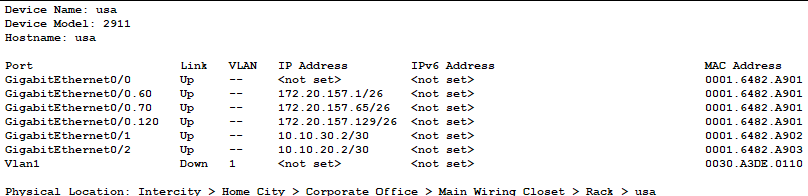 Device Name: usa
Device Model: 2911
Hostname: usa
Port Link VLAN IP Address IPv6 Address MAC Address
GigabitEthernet0/0 Up -- <not set> <not set> 0001.6482.A901
GigabitEthernet0/0.60 Up -- 172.20.157.1/26 <not set> 0001.6482.A901
GigabitEthernet0/0.70 Up -- 172.20.157.65/26 <not set> 0001.6482.A901
GigabitEthernet0/0.120 Up -- 172.20.157.129/26 <not set> 0001.6482.A901
GigabitEthernet0/1 Up -- 10.10.30.2/30 <not set> 0001.6482.A902
GigabitEthernet0/2 Up -- 10.10.20.2/30 <not set> 0001.6482.A903
Vlan1 Down 1 <not set> <not set> 0030.A3DE.0110
Physical Location: Intercity > Home City > Corporate Office > Main Wiring Closet > Rack > usa